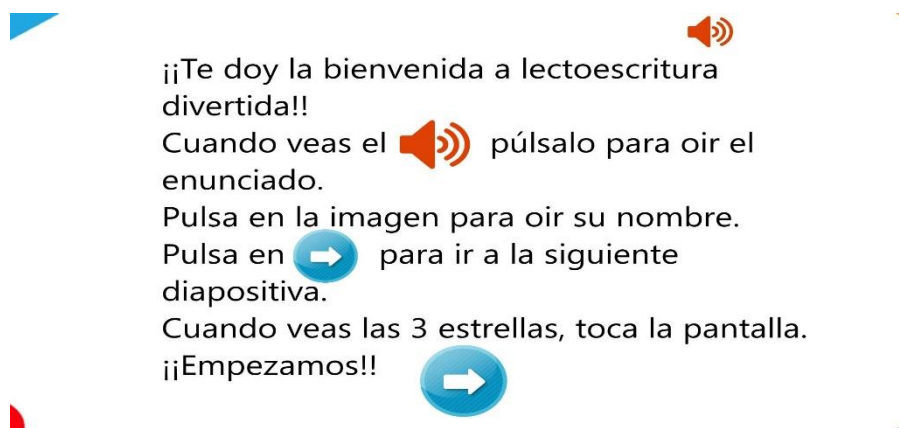 ¡¡Te doy la bienvenida a lectoescritura
divertida!!
Cuando veas el púlsalo para oir el
enunciado.
Pulsa en la imagen para oir su nombre.
Pulsa en para ir a la siguiente
diapositiva.
Cuando veas las 3 estrellas, toca la pantalla.
¡¡Empezamos!!